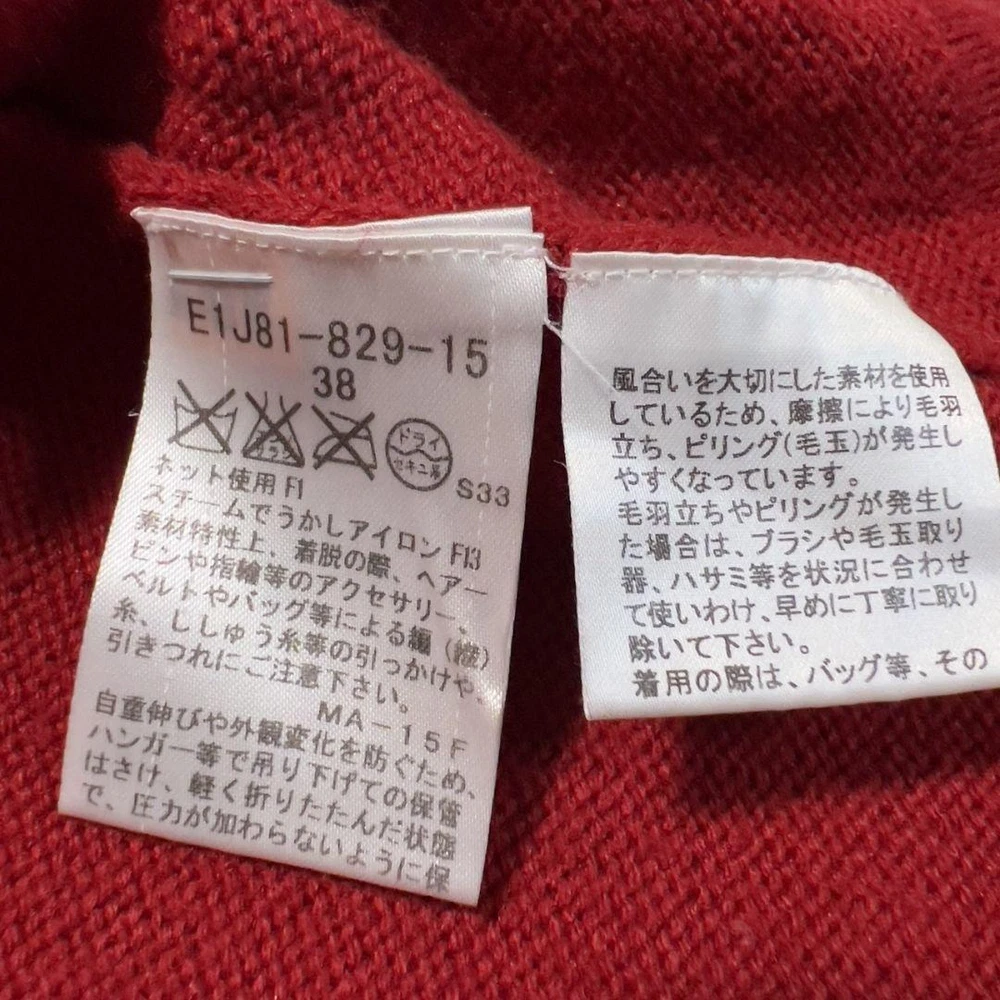 E1J81-829-15
38
ドライ
セキユ系
S33
ネット使用 F1
スチームでうかしアイロン F13
素材特性上、着脱の際、ヘアー
ピンや指輪等のアクセサリー、
ベルトやバッグ等による編（織）
糸、ししゅう糸等の引っかけや、
引きつれにご注意下さい。
MA-15F
自重伸びや外観変化を防ぐため、
ハンガー等で吊り下げての保管
はさけ、軽く折りたたんだ状態
で、圧力が加わらないように保
風合いを大切にした素材を使用
しているため、摩擦により毛羽
立ち、ピリング(毛玉)が発生し
やすくなっています。
毛羽立ちやピリングが発生し
た場合は、ブラシや毛玉取り
器、ハサミ等を状況に合わせ
て使いわけ、早めに丁寧に取り
除いて下さい。
着用の際は、バッグ等、その